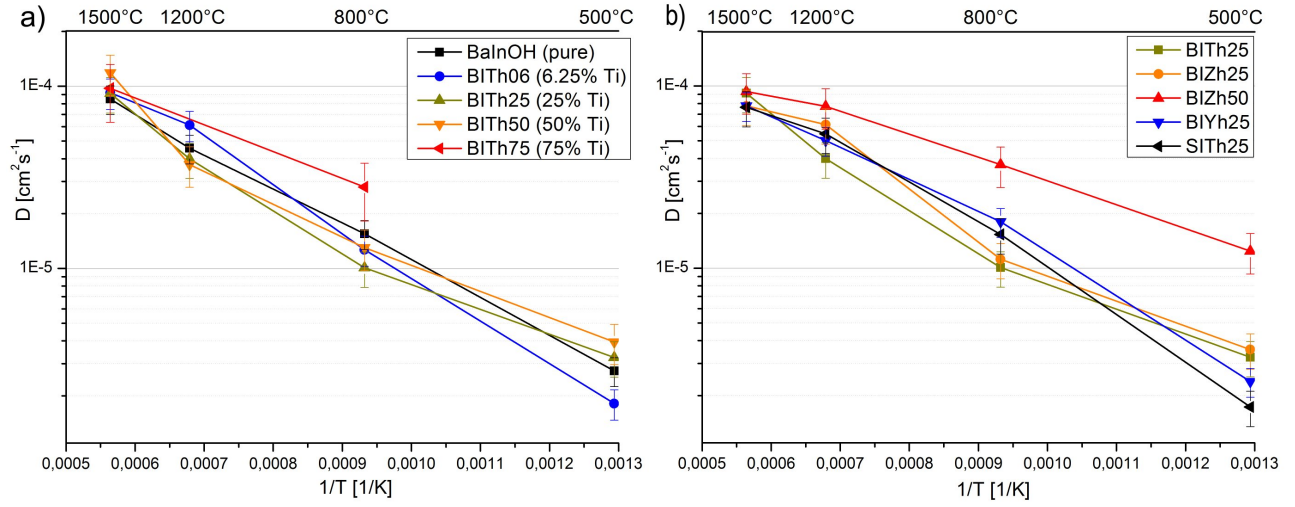 a)
1500°C 1200°C 800°C 500°C
BaInOH (pure)
BITh06 (6.25% Ti)
BITh25 (25% Ti)
BITh50 (50% Ti)
BITh75 (75% Ti)
1E-4
1E-5
D [cm²s⁻¹]
0,0005 0,0006 0,0007 0,0008 0,0009 0,0010 0,0011 0,0012 0,0013
1/T [1/K]
b)
1500°C 1200°C 800°C 500°C
BITh25
BIZh25
BIZh50
BIYh25
SITh25
1E-4
1E-5
D [cm²s⁻¹]
0,0005 0,0006 0,0007 0,0008 0,0009 0,0010 0,0011 0,0012 0,0013
1/T [1/K]